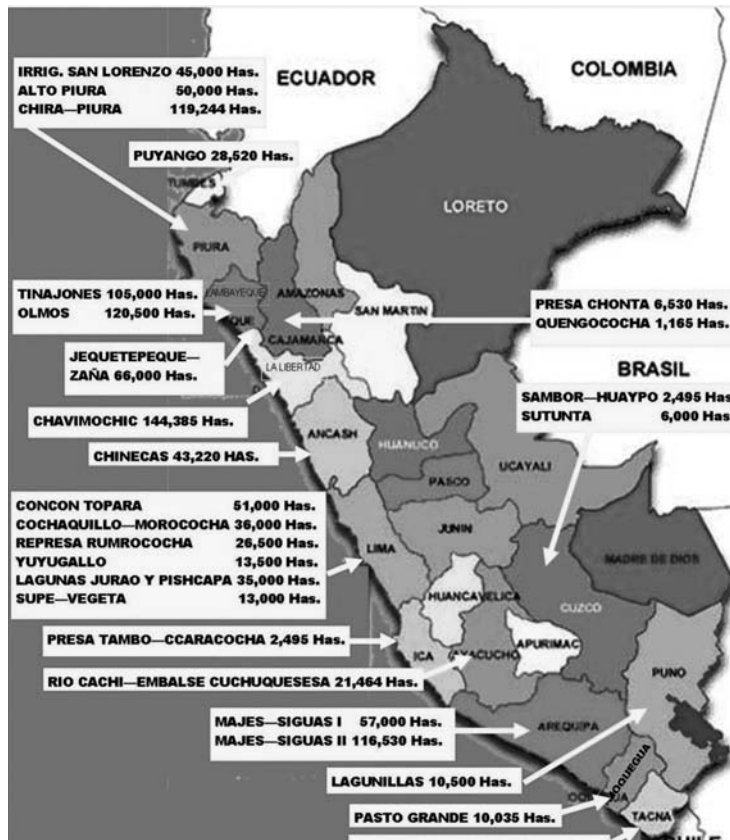 IRRIG. SAN LORENZO 45,000 Has.
ALTO PIURA 50,000 Has.
CHIRA—PIURA 119,244 Has.
ECUADOR
COLOMBIA
PUYANGO 28,520 Has.
TUMBES
LORETO
PIURA
TINAJONES 105,000 Has.
OLMOS 120,500 Has.
LAMBAYEQUE
AMAZONAS
SAN MARTIN
PRESA CHONTA 6,530 Has.
QUENGOCOCHA 1,165 Has.
CAJAMARCA
JEQUETEPEQUE—
ZAÑA 66,000 Has.
LA LIBERTAD
BRASIL
SAMBOR—HUAYPO 2,495 Has
SUTUNTA 6,000 Has.
CHAVIMOCHIC 144,385 Has.
ANCASH
HUANUCO
CHINECAS 43,220 HAS.
UCAYALI
PASCO
CONCON TOPARA 51,000 Has.
COCHAQUILLO—MOROCOCHA 36,000 Has.
REPRESA RUMROCOCHA 26,500 Has.
YUYUGALLO 13,500 Has.
LAGUNAS JURAO Y PISHCAPA 35,000 Has.
SUPE—VEGETA 13,000 Has.
JUNIN
LIMA
MADRE DE DIOS
HUANCAVELICA
CUZCO
PRESA TAMBO—CCARACOCHA 2,495 Has.
ICA
AYACUCHO
APURIMAC
PUNO
RIO CACHI—EMBALSE CUCHUQUESESA 21,464 Has.
MAJES—SIGUAS I 57,000 Has.
MAJES—SIGUAS II 116,530 Has.
AREQUIPA
LAGUNILLAS 10,500 Has.
MOQUEGUA
PASTO GRANDE 10,035 Has.
TACNA